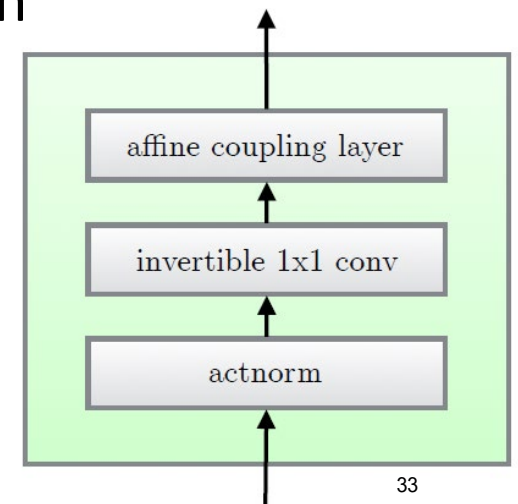 affine coupling layer
invertible 1x1 conv
actnorm
33